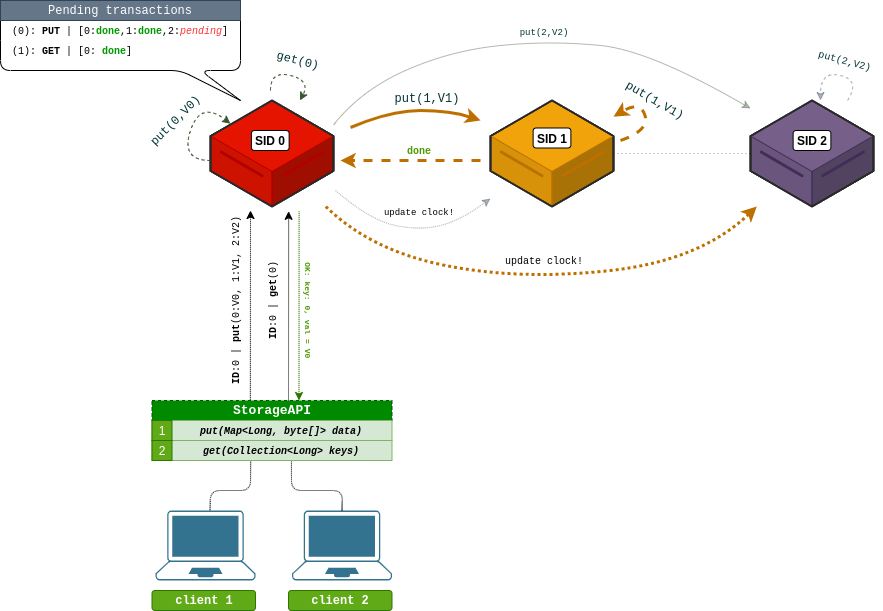 Pending transactions
(0): PUT | [0:done,1:done,2:pending]
(1): GET | [0: done]
put(2,V2)
get(0)
put(2,V2)
put(0,V0)
put(1,V1)
put(1,V1)
SID 0
SID 1
SID 2
done
update clock!
update clock!
ID:0 | put(0:V0, 1:V1, 2:V2)
ID:0 | get(0)
OK: key: 0, val = V0
StorageAPI
1 put(Map<Long, byte[]> data)
2 get(Collection<Long> keys)
client 1
client 2